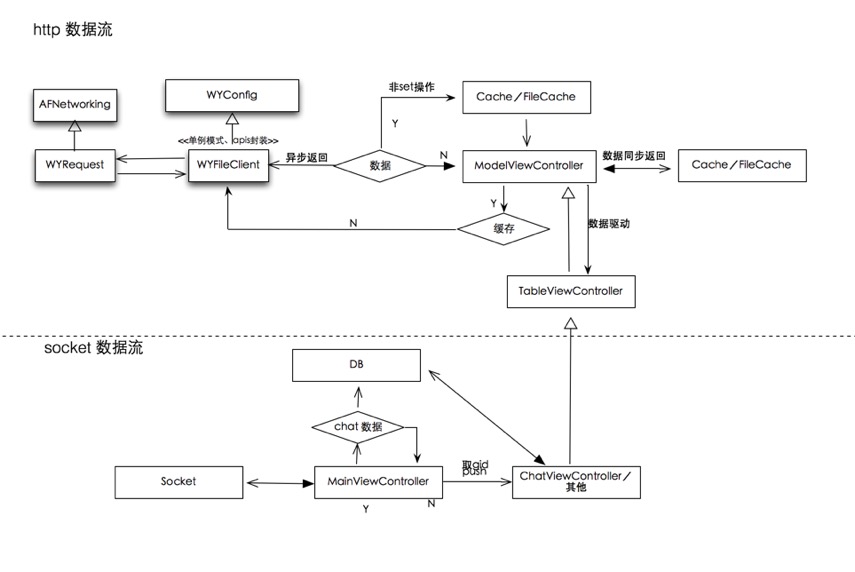 http 数据流
非set操作
AFNetworking
WYConfig
Cache／FileCache
Y
<<单例模式、apis封装>>
WYRequest
WYFileClient
异步返回
数据
N
ModelViewController
数据同步返回
Cache／FileCache
Y
N
缓存
数据驱动
TableViewController
socket 数据流
DB
chat 数据
取gid
push
Socket
MainViewController
ChatViewController／
其他
Y
N